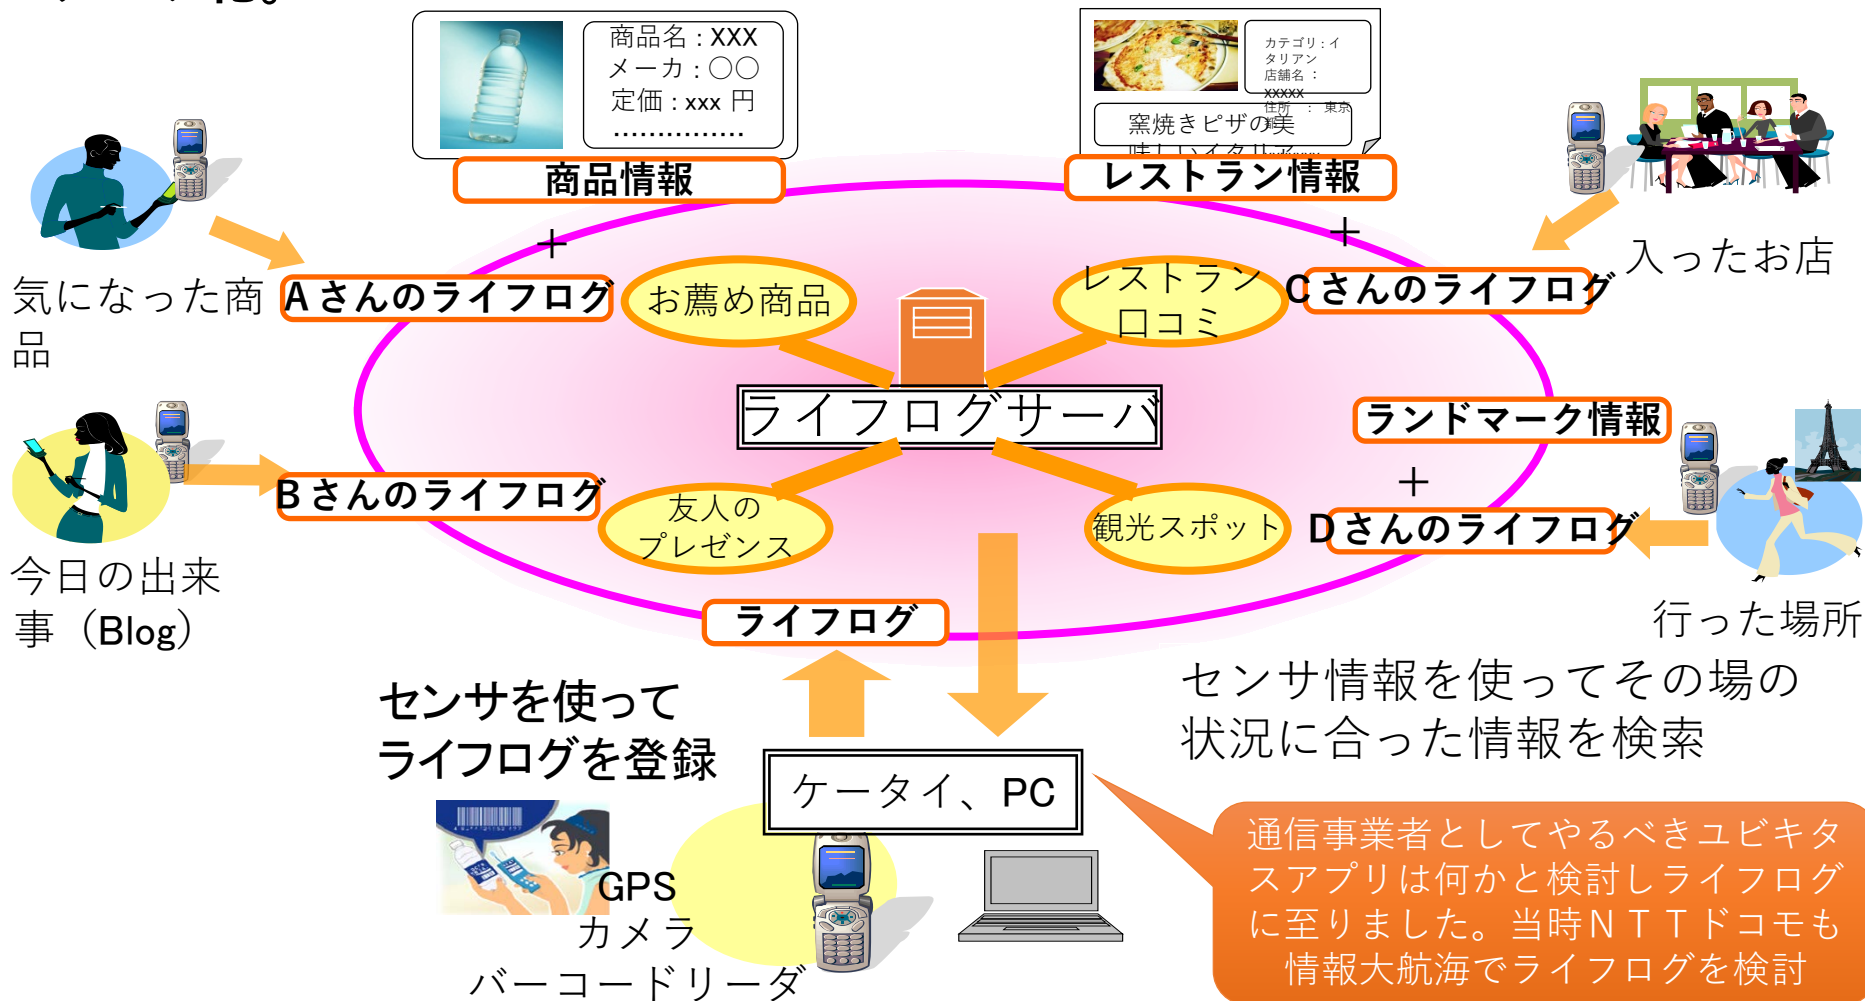 商品名：XXX
メーカ：〇〇
定価：xxx 円
……………
商品情報
カテゴリ：イ
タリアン
店舗名：
XXXXX
住所 ： 東京
窯焼きピザの美
味しいイタリア
レストラン情報
気になった商
品
＋
Ａさんのライフログ
お薦め商品
レストラン
口コミ
＋
Cさんのライフログ
入ったお店
ライフログサーバ
ランドマーク情報
＋
Ｂさんのライフログ
友人の
プレゼンス
観光スポット
Dさんのライフログ
今日の出来
事（Blog）
行った場所
ライフログ
センサを使って
ライフログを登録
センサ情報を使ってその場の
状況に合った情報を検索
ケータイ、PC
GPS
カメラ
バーコードリーダ
通信事業者としてやるべきユビキタ
スアプリは何かと検討しライフログ
に至りました。当時ＮＴＴドコモも
情報大航海でライフログを検討